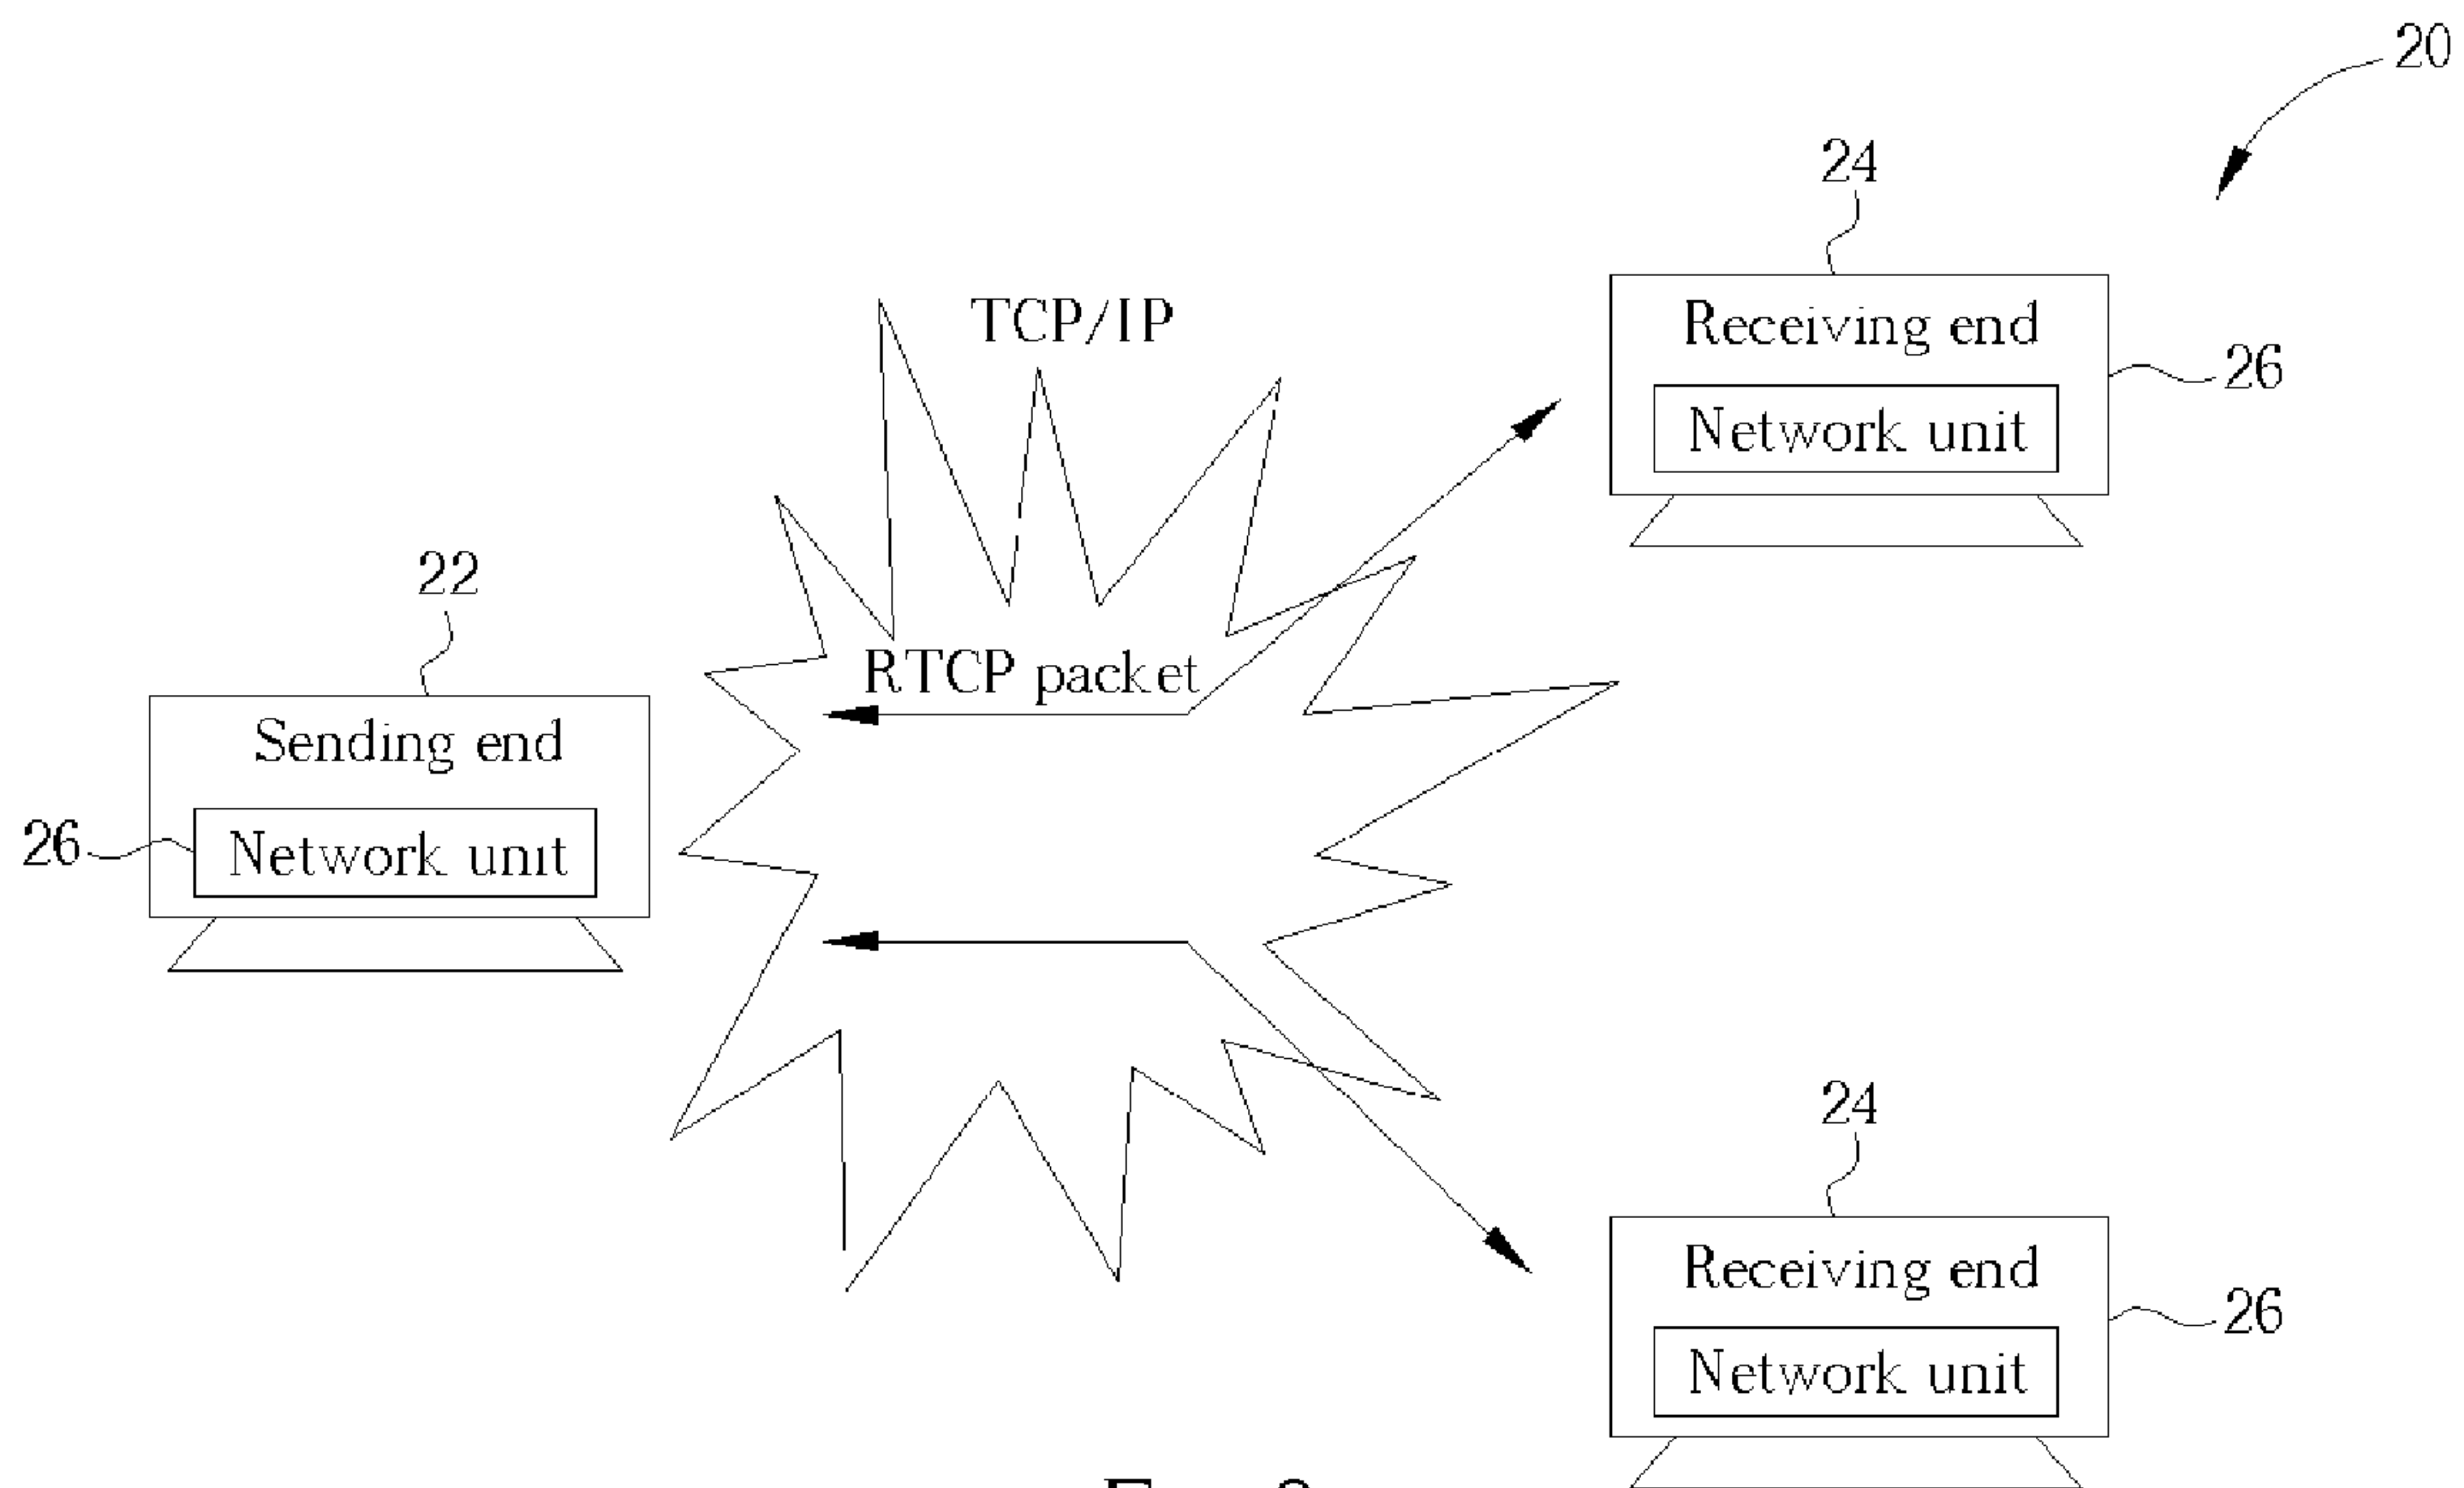 20
24
TCP/IP
Receiving end
26
Network unit
22
RTCP packet
Sending end
26
Network unit
24
Receiving end
26
Network unit